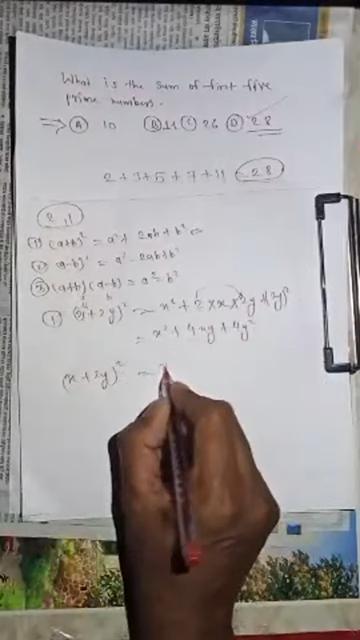 What is the sum of first five
prime numbers.
⇒ (A) 10 (B) 11 (C) 26 (D) 28
2+3+5+7+11 = 28
2.11
(1) (a+b)² = a² + 2ab + b² =
(2) (a-b)² = a² - 2ab + b²
(3) (a+b)(a-b) = a² - b²
a b
(1) (x+2y)² = x² + 2×x×2y+(2y)²
= x² + 4xy + 4y²
(x + 2y)² =